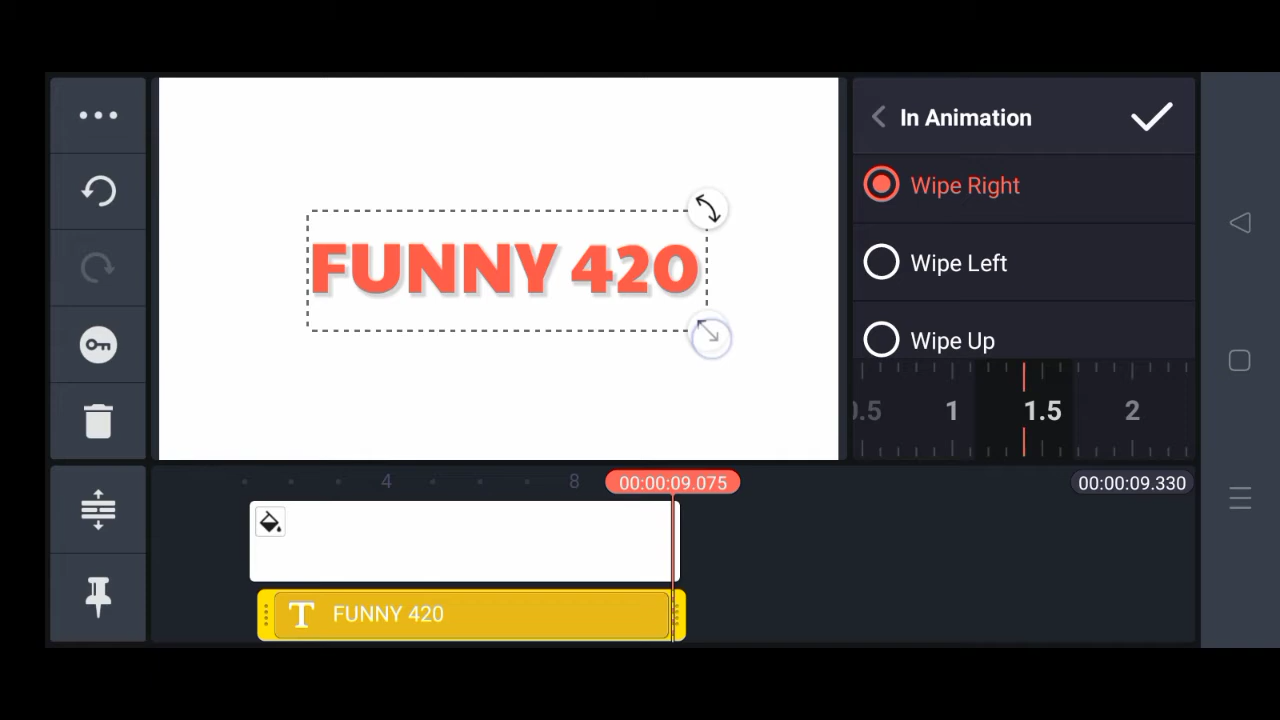 In Animation
Wipe Right
FUNNY 420
Wipe Left
Wipe Up
0.5 1 1.5 2
4 8 00:00:09.075 00:00:09.330
T FUNNY 420